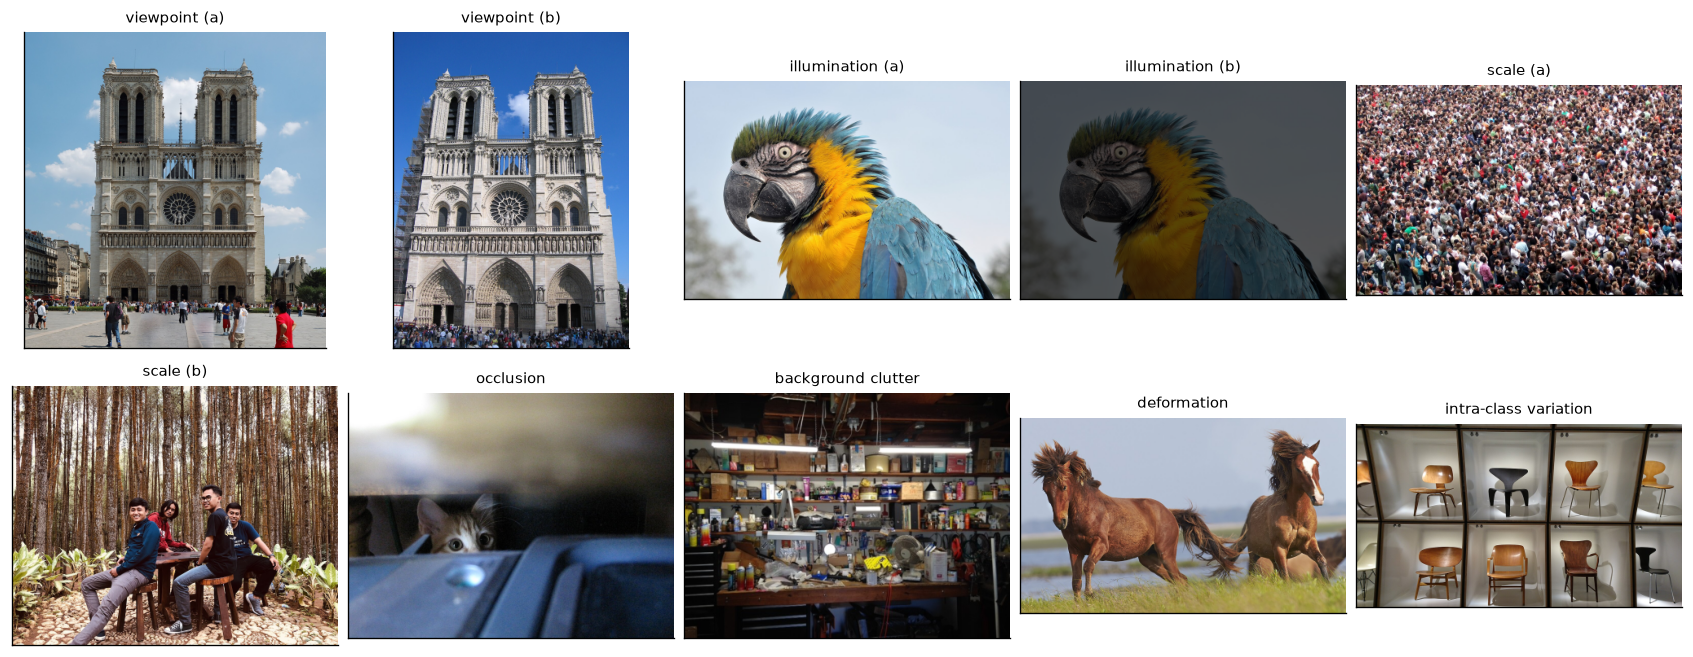 viewpoint (a)
viewpoint (b)
illumination (a)
illumination (b)
scale (a)
scale (b)
occlusion
background clutter
deformation
intra-class variation